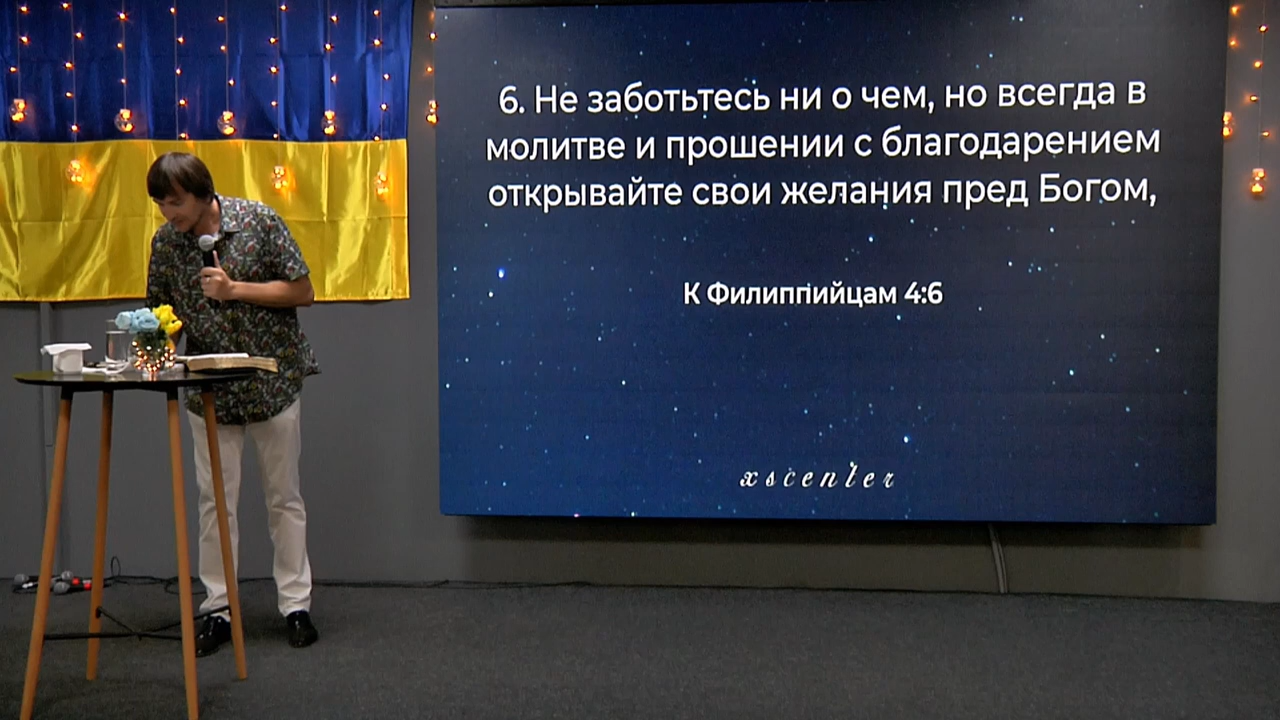 6. Не заботьтесь ни о чем, но всегда в
молитве и прошении с благодарением
открывайте свои желания пред Богом,
К Филиппийцам 4:6
xscenter